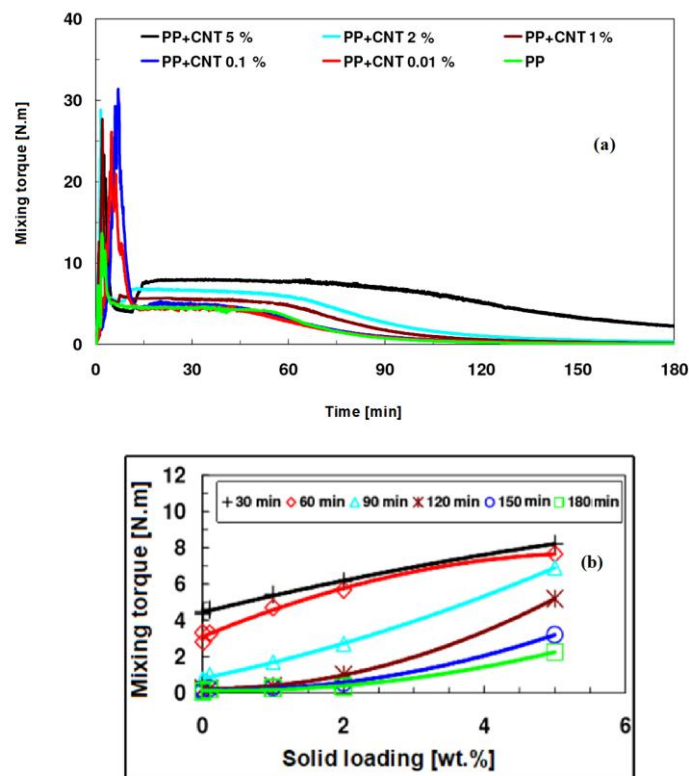 40
PP+CNT 5 % PP+CNT 2 % PP+CNT 1%
PP+CNT 0.1 % PP+CNT 0.01 % PP
30
(a)
20
10
0
Mixing torque [N.m]
0 30 60 90 120 150 180
Time [min]
12
30 min 60 min 90 min 120 min 150 min 180 min
10
8
(b)
6
4
2
0
Mixing torque [N.m]
0 2 4 6
Solid loading [wt.%]